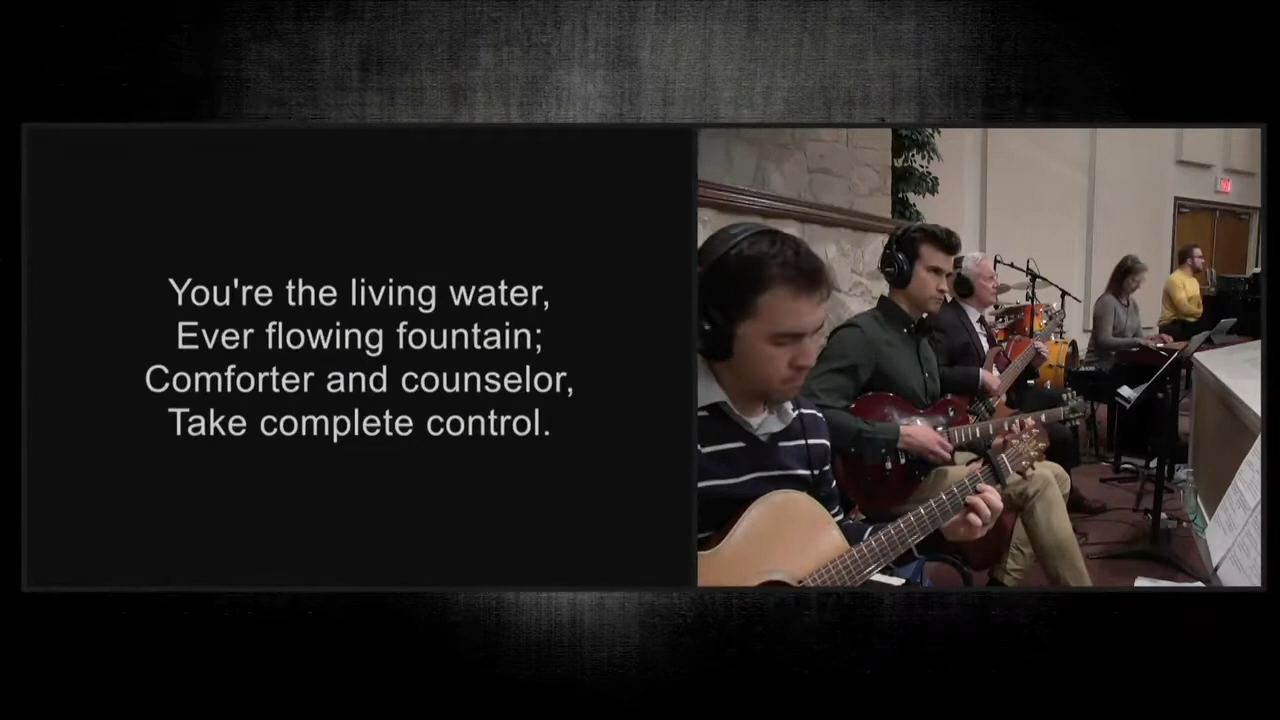 You're the living water,
Ever flowing fountain;
Comforter and counselor,
Take complete control.